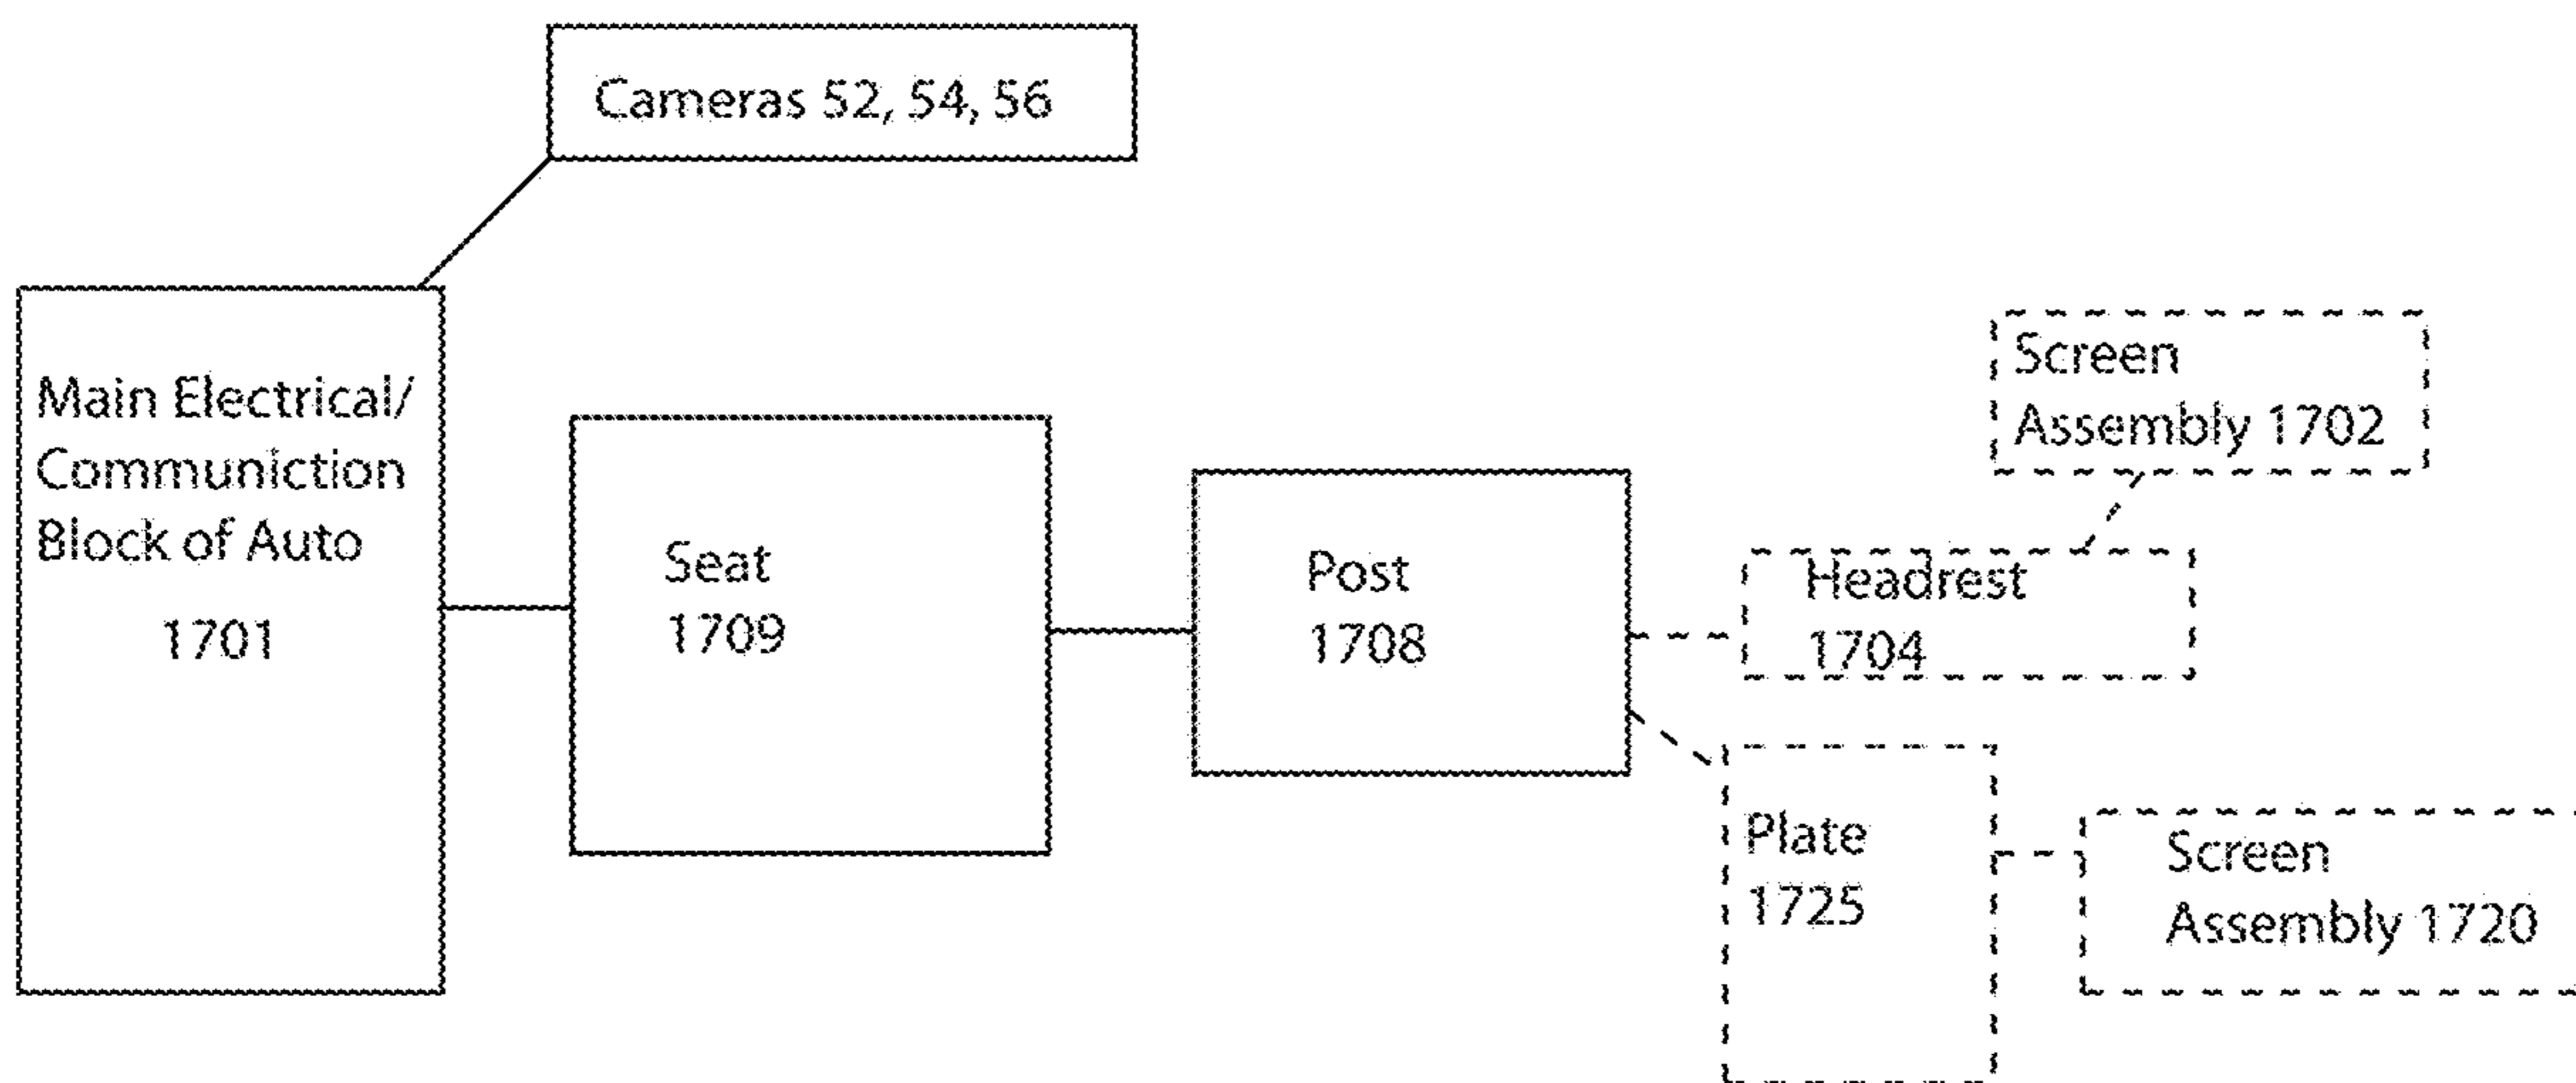 Cameras 52, 54, 56
Main Electrical/
Communiction
Block of Auto
1701
Seat
1709
Post
1708
Screen
Assembly 1702
Headrest
1704
Plate
1725
Screen
Assembly 1720